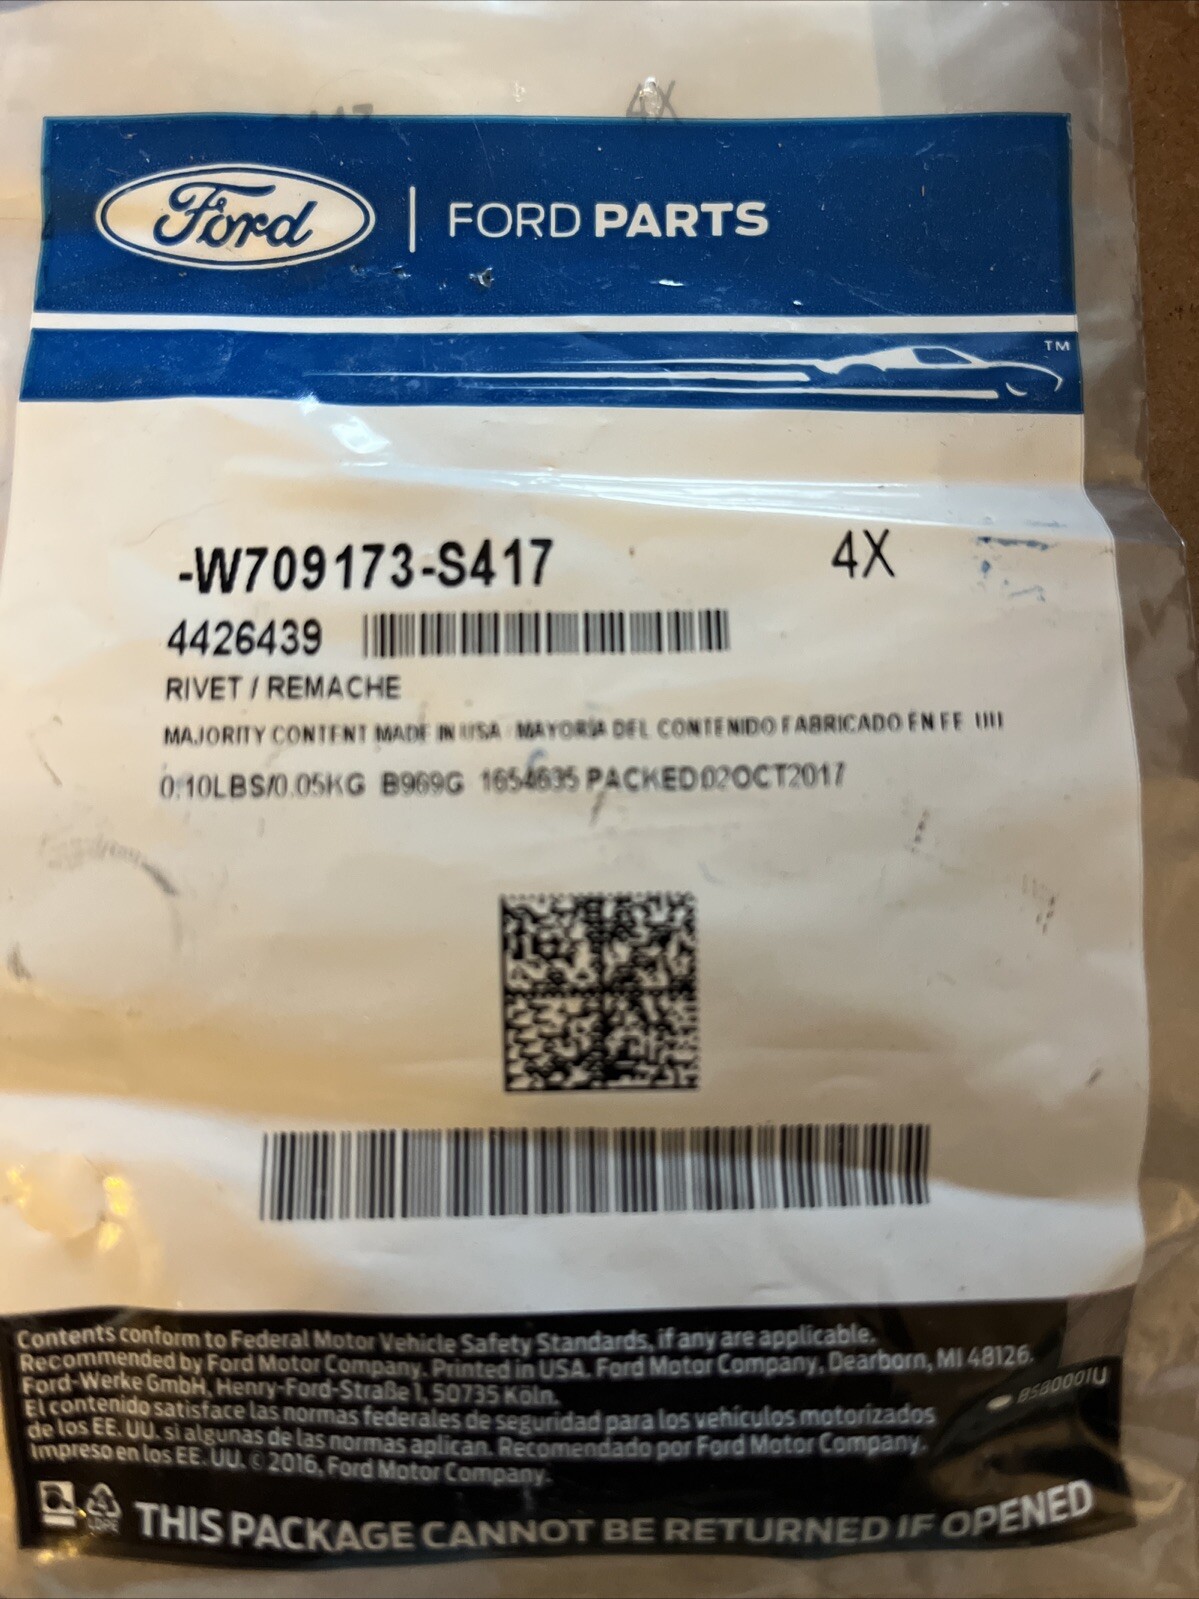 4X
Ford | FORD PARTS
TM
-W709173-S417 4X
4426439
RIVET / REMACHE
MAJORITY CONTENT MADE IN USA MAYORÍA DEL CONTENIDO FABRICADO EN EE UU
0.10LBS/0.05KG B969G 1654635 PACKED02OCT2017
Contents conform to Federal Motor Vehicle Safety Standards, if any are applicable.
Recommended by Ford Motor Company. Printed in USA. Ford Motor Company, Dearborn, MI 48126.
Ford-Werke GmbH, Henry-Ford-Straße 1, 50735 Köln.
El contenido satisface las normas federales de seguridad para los vehículos motorizados
de los EE. UU. si algunas de las normas aplican. Recomendado por Ford Motor Company.
Impreso en los EE. UU. © 2016, Ford Motor Company.
LDPE
THIS PACKAGE CANNOT BE RETURNED IF OPENED